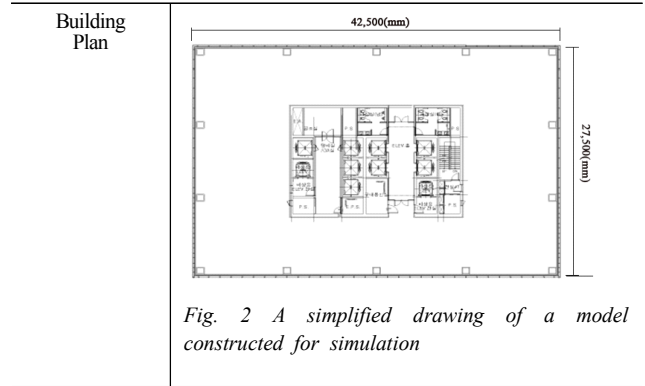 Building
Plan
42,500(mm)
27,500(mm)
P.S
P.S
P.S
P.S
Fig. 2 A simplified drawing of a model
constructed for simulation